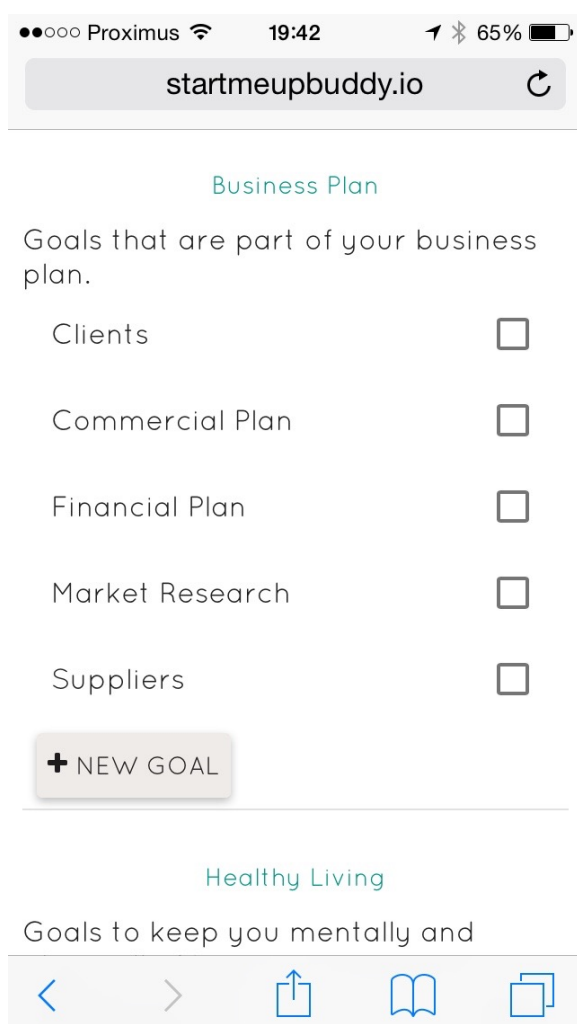 Proximus 19:42 65%
startmeupbuddy.io
Business Plan
Goals that are part of your business
plan.
Clients
Commercial Plan
Financial Plan
Market Research
Suppliers
+ NEW GOAL
Healthy Living
Goals to keep you mentally and